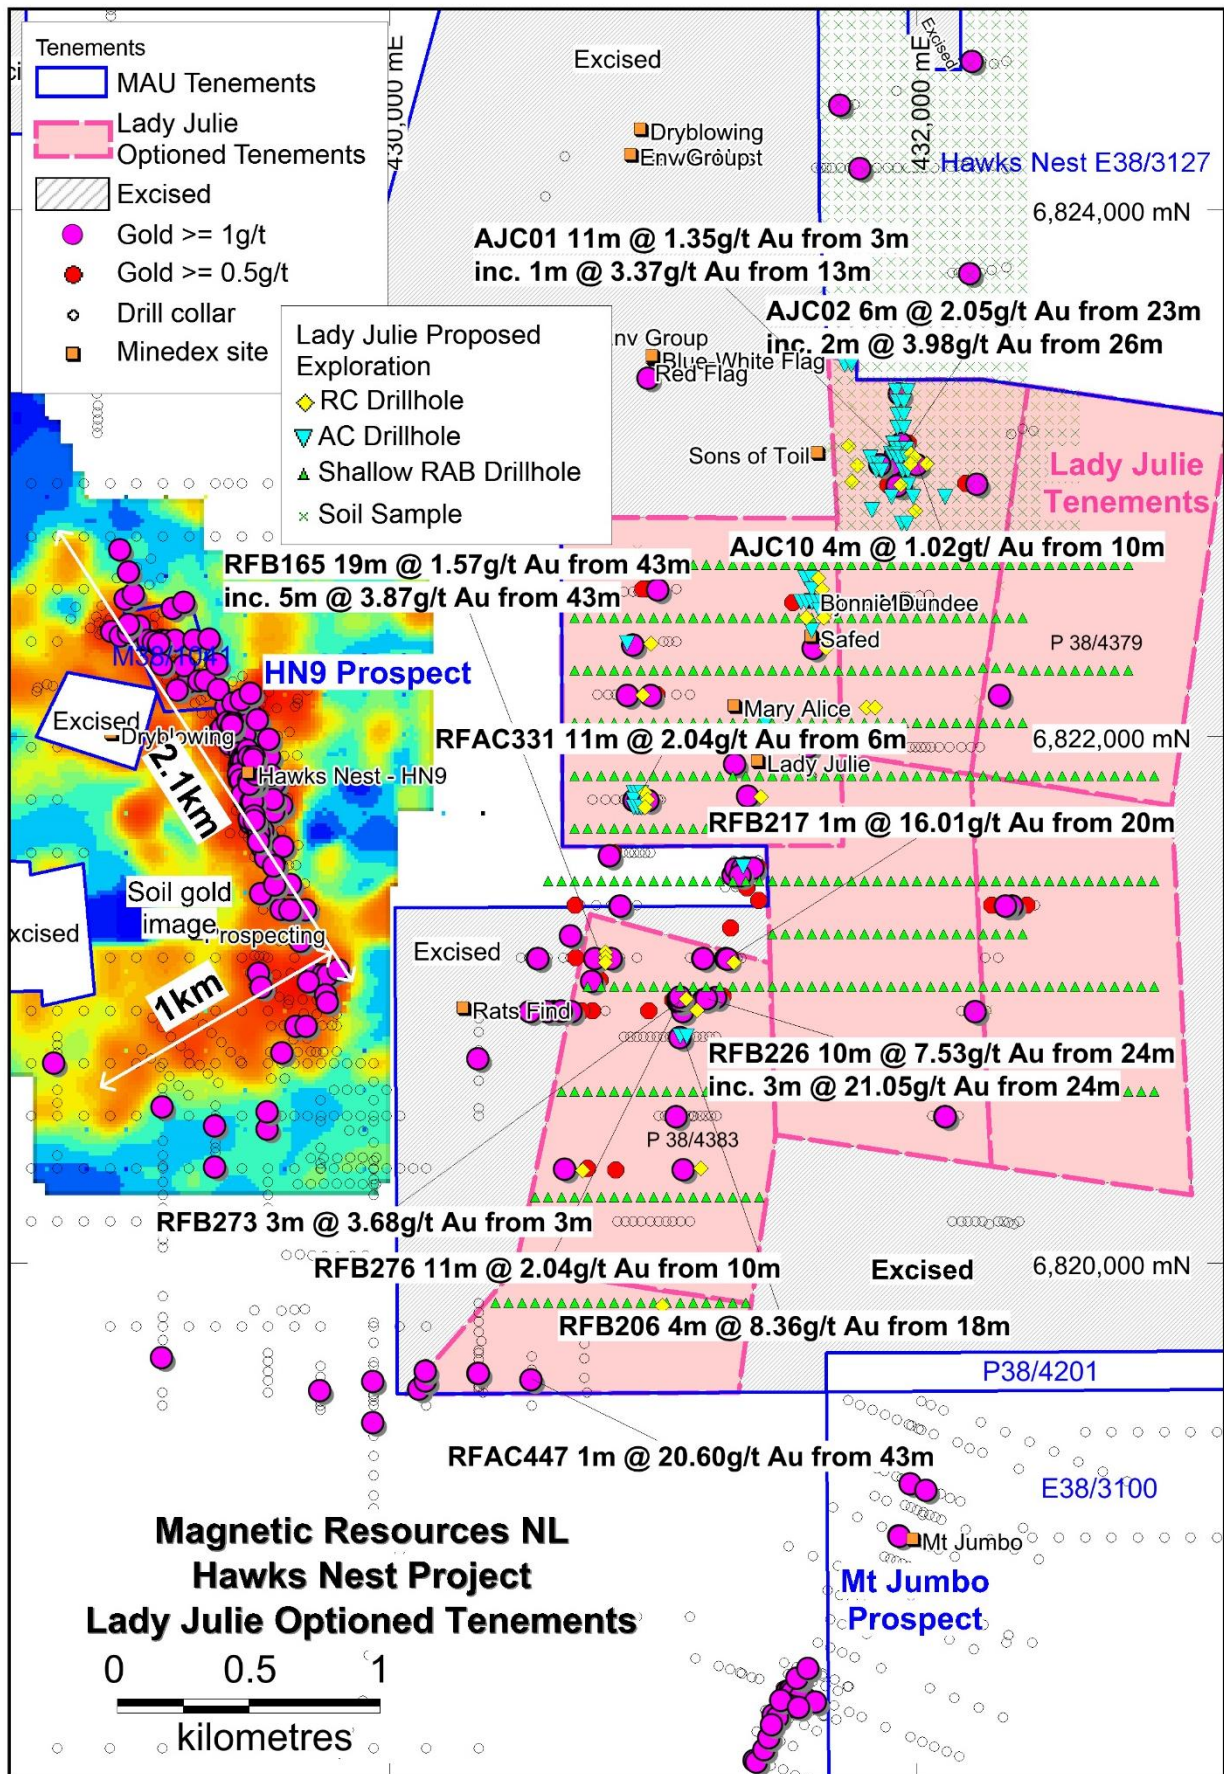 Tenements
MAU Tenements
Lady Julie
Optioned Tenements
Excised
Gold >= 1g/t
Gold >= 0.5g/t
Drill collar
Minedex site
Lady Julie Proposed
Exploration
RC Drillhole
AC Drillhole
Shallow RAB Drillhole
Soil Sample
430,000 mE
Excised
432,000 mE
Excised
Dryblowing
Hawks Nest E38/3127
6,824,000 mN
AJC01 11m @ 1.35g/t Au from 3m
inc. 1m @ 3.37g/t Au from 13m
AJC02 6m @ 2.05g/t Au from 23m
inc. 2m @ 3.98g/t Au from 26m
nv Group
Blue-White Flag
Red Flag
Sons of Toil
Lady Julie
Tenements
AJC10 4m @ 1.02gt/ Au from 10m
RFB165 19m @ 1.57g/t Au from 43m
inc. 5m @ 3.87g/t Au from 43m
Bonnie Dundee
Safed
P 38/4379
M38/1041
HN9 Prospect
Excised
Dryblowing
Mary Alice
RFAC331 11m @ 2.04g/t Au from 6m
6,822,000 mN
Lady Julie
Hawks Nest - HN9
2.1km
RFB217 1m @ 16.01g/t Au from 20m
Soil gold
image
Prospecting
xcised
Excised
1km
Rats Find
RFB226 10m @ 7.53g/t Au from 24m
inc. 3m @ 21.05g/t Au from 24m
P 38/4383
RFB273 3m @ 3.68g/t Au from 3m
RFB276 11m @ 2.04g/t Au from 10m
Excised
6,820,000 mN
RFB206 4m @ 8.36g/t Au from 18m
P38/4201
RFAC447 1m @ 20.60g/t Au from 43m
E38/3100
Mt Jumbo
Mt Jumbo
Prospect
Magnetic Resources NL
Hawks Nest Project
Lady Julie Optioned Tenements
0 0.5 1
kilometres